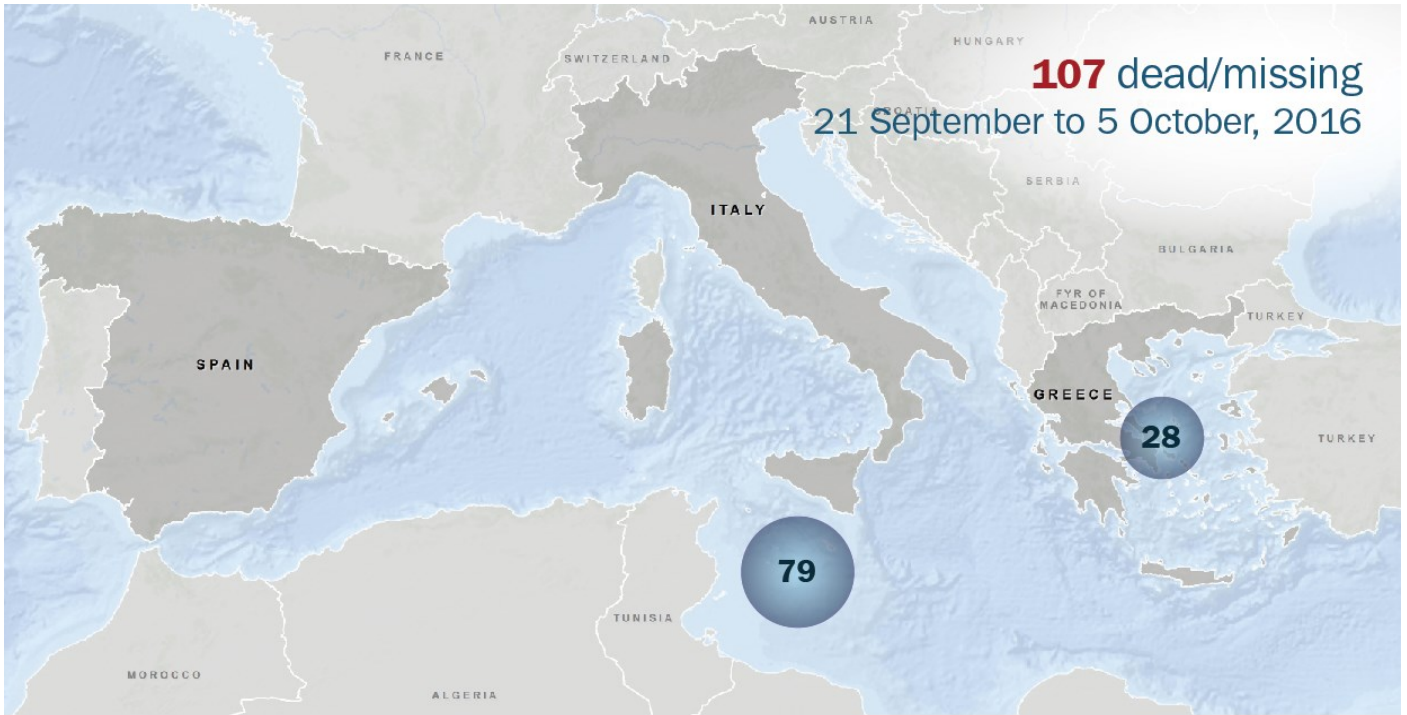 AUSTRIA
HUNGARY
FRANCE
SWITZERLAND
107 dead/missing
CROATIA
21 September to 5 October, 2016
SERBIA
ITALY
BULGARIA
FYR OF
MACEDONIA
TURKEY
SPAIN
GREECE
28
TURKEY
79
TUNISIA
MOROCCO
ALGERIA